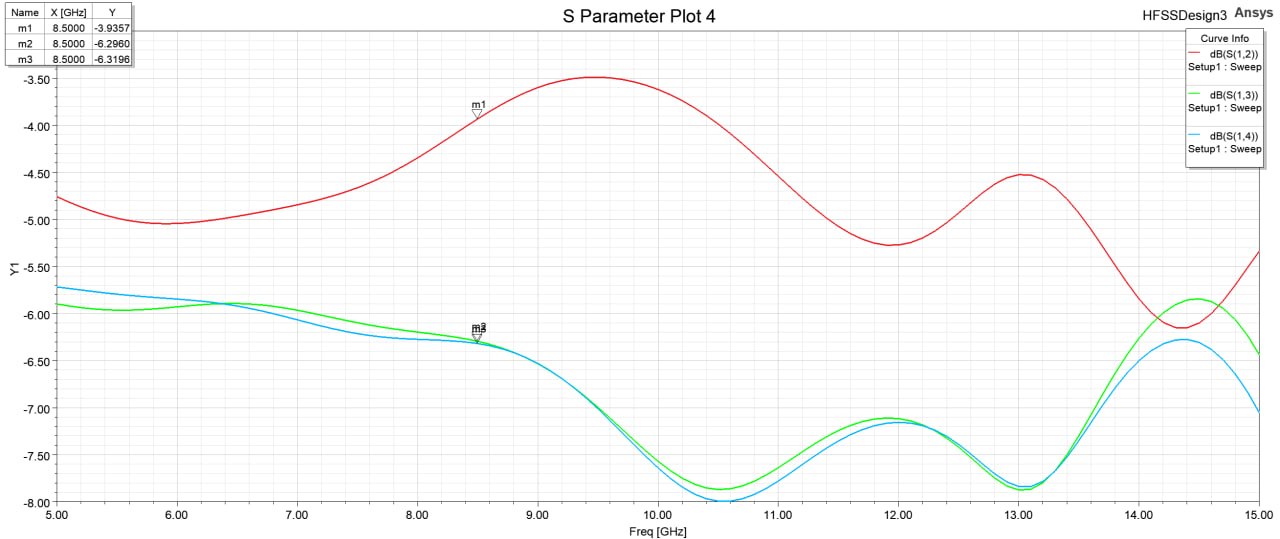 S Parameter Plot 4
HFSSDesign3 Ansys
Name X [GHz] Y
m1 8.5000 -3.9357
m2 8.5000 -6.2960
m3 8.5000 -6.3196
Curve Info
dB(S(1,2))
Setup1 : Sweep
dB(S(1,3))
Setup1 : Sweep
dB(S(1,4))
Setup1 : Sweep
Y1
-3.50
-4.00
-4.50
-5.00
-5.50
-6.00
-6.50
-7.00
-7.50
-8.00
m1
5.00 6.00 7.00 8.00 9.00 10.00 11.00 12.00 13.00 14.00 15.00
Freq [GHz]